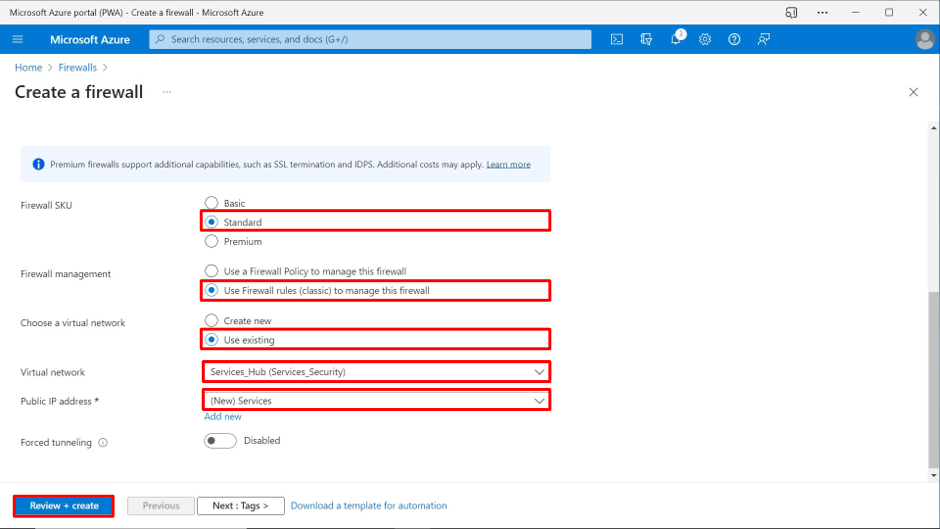 Microsoft Azure portal (PWA) - Create a firewall - Microsoft Azure
Microsoft Azure
Search resources, services, and docs (G+/)
3
Home > Firewalls >
Create a firewall ...
Premium firewalls support additional capabilities, such as SSL termination and IDPS. Additional costs may apply. Learn more
Firewall SKU
Basic
Standard
Premium
Firewall management
Use a Firewall Policy to manage this firewall
Use Firewall rules (classic) to manage this firewall
Choose a virtual network
Create new
Use existing
Virtual network
Services_Hub (Services_Security)
Public IP address *
(New) Services
Add new
Forced tunneling
Disabled
Review + create
Previous
Next : Tags >
Download a template for automation